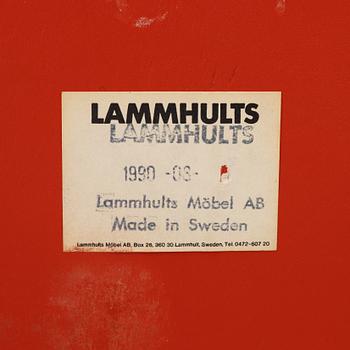 LAMMHULTS
LAMMHULTS
1990 -08-
Lammhults Möbel AB
Made in Sweden
Lammhults Möbel AB, Box 26, 360 30 Lammhult, Sweden, Tel. 0472-607 20